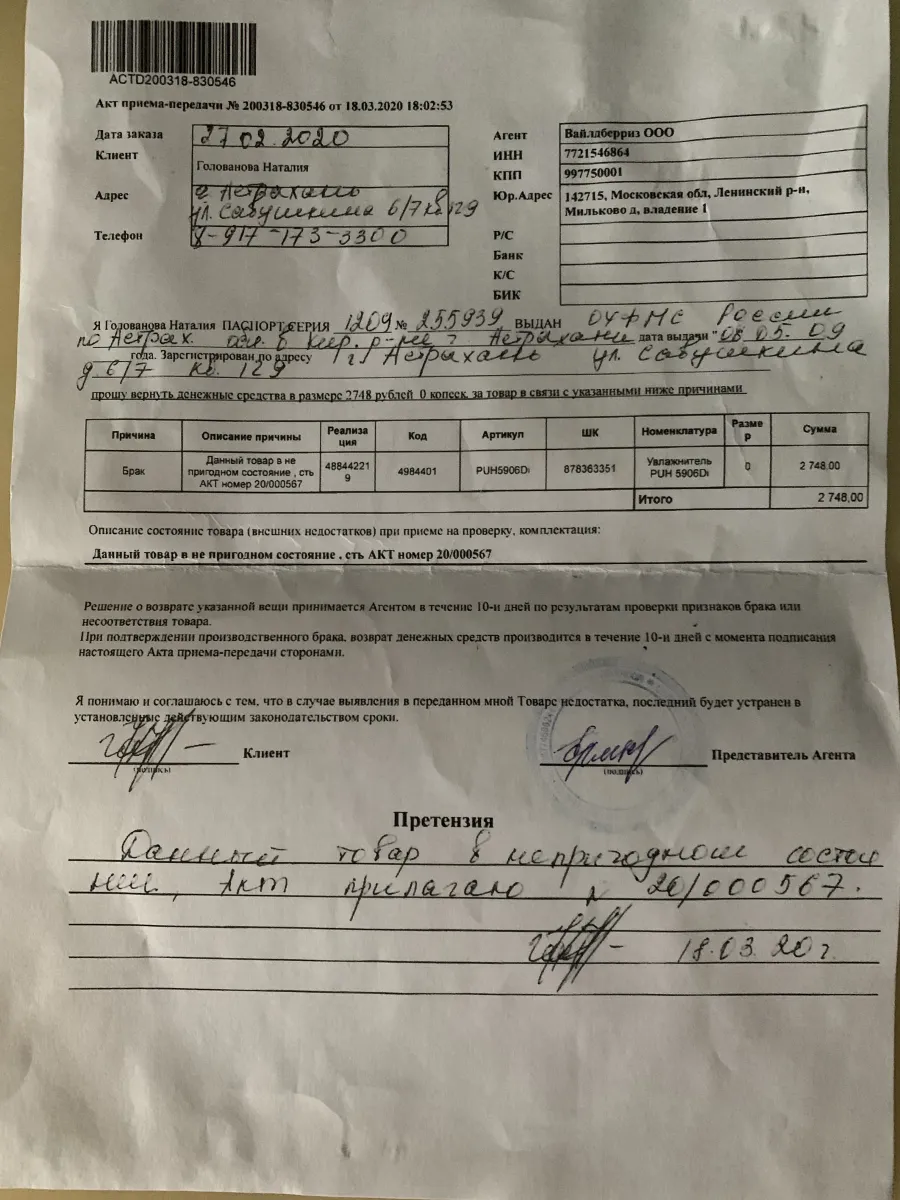 ACTD200318-830546
Акт приема-передачи № 200318-830546 от 18.03.2020 18:02:53
Дата заказа 27.02.2020
Клиент Голованова Наталия
Адрес г. Астрахань
ул. Савушкина 6/7 кв 129
Телефон 8-917-173-3300
Агент Вайлдберриз ООО
ИНН 7721546864
КПП 997750001
Юр.Адрес 142715, Московская обл, Ленинский р-н,
Мильково д, владение 1
Р/С
Банк
К/С
БИК
Я Голованова Наталия ПАСПОРТ СЕРИЯ 1209 № 255939 ВЫДАН ОУФМС России
по Астрах. обл. в Кир. р-не г. Астрахани дата выдачи "08.05.09
года. Зарегистрирован по адресу г. Астрахань ул. Савушкина
д 6/7 кв. 129
прошу вернуть денежные средства в размере 2748 рублей 0 копеек, за товар в связи с указанными ниже причинами
Причина Описание причины Реализация Код Артикул ШК Номенклатура Размер Сумма
Брак Данный товар в не пригодном состояние , сть АКТ номер 20/000567 488442219 4984401 PUH5906Di 878363351 Увлажнитель PUH 5906Di 0 2 748,00
Итого 2 748,00
Описание состояние товара (внешних недостатков) при приеме на проверку, комплектация:
Данный товар в не пригодном состояние , сть АКТ номер 20/000567
Решение о возврате указанной вещи принимается Агентом в течение 10-и дней по результатам проверки признаков брака или
несоответствия товара.
При подтверждении производственного брака, возврат денежных средств производится в течение 10-и дней с момента подписания
настоящего Акта приема-передачи сторонами.
Я понимаю и соглашаюсь с тем, что в случае выявления в переданном мной Товаре недостатка, последний будет устранен в
установленные действующим законодательством сроки.
Клиент
(подпись)
Представитель Агента
(подпись)
Претензия
Данный товар в непригодном состоя
нии, Акт прилагаю № 20/000567.
18.03.20 г.